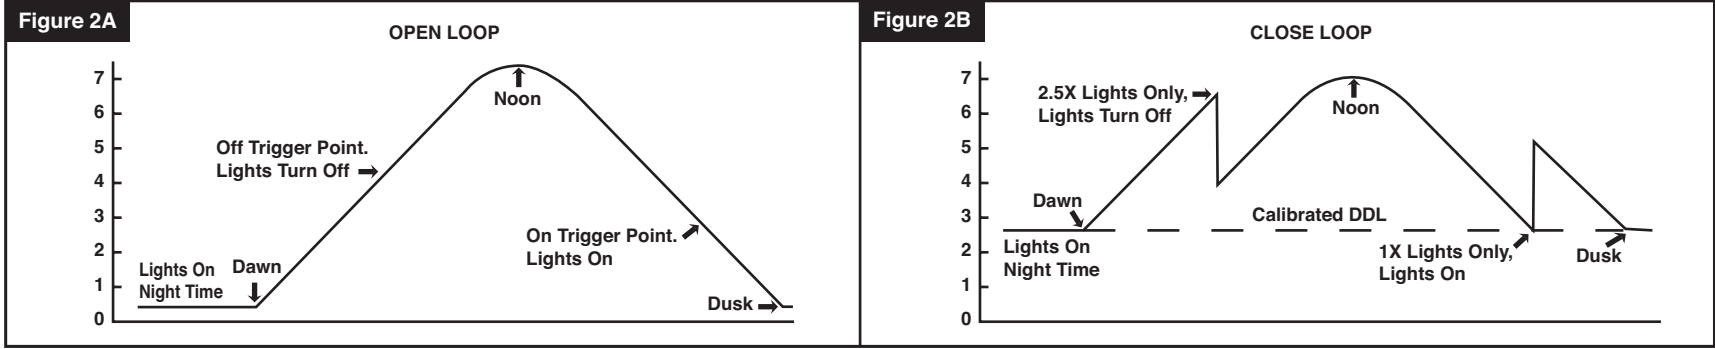 Figure 2A
OPEN LOOP
7
6
5
4
3
2
1
0
Noon
Off Trigger Point.
Lights Turn Off
On Trigger Point.
Lights On
Lights On
Night Time
Dawn
Dusk
Figure 2B
CLOSE LOOP
7
6
5
4
3
2
1
0
2.5X Lights Only,
Lights Turn Off
Noon
Dawn
Calibrated DDL
Lights On
Night Time
1X Lights Only,
Lights On
Dusk